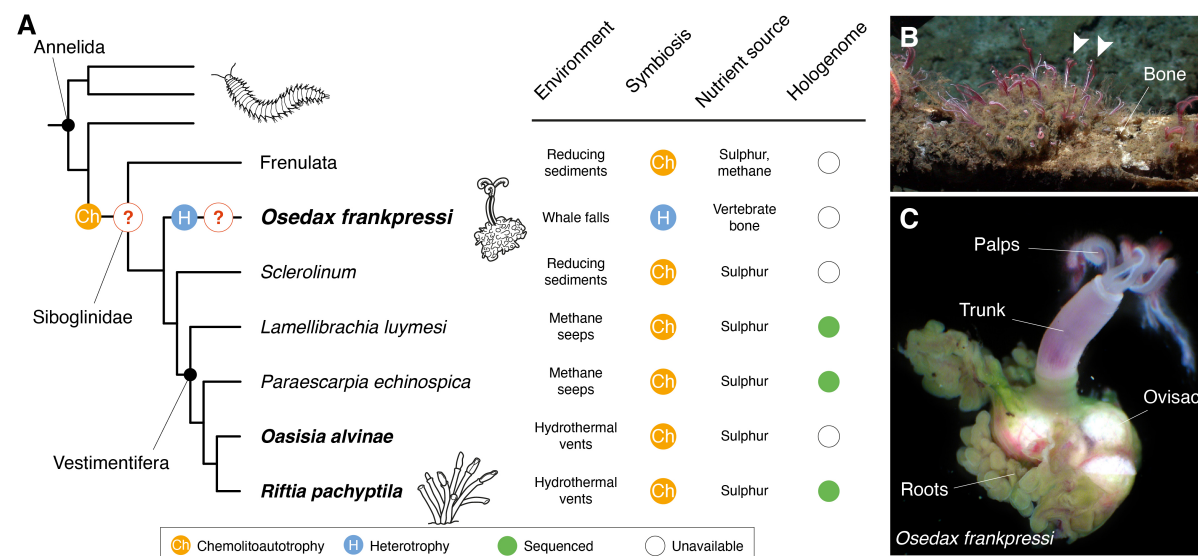 A
Annelida
Environment
Symbiosis
Nutrient source
Hologenome
Frenulata
Reducing
sediments
Ch
Sulphur,
methane
Ch
?
H
?
Osedax frankpressi
Whale falls
H
Vertebrate
bone
Sclerolinum
Reducing
sediments
Ch
Sulphur
Siboglinidae
Lamellibrachia luymesi
Methane
seeps
Ch
Sulphur
Paraescarpia echinospica
Methane
seeps
Ch
Sulphur
Oasisia alvinae
Hydrothermal
vents
Ch
Sulphur
Vestimentifera
Riftia pachyptila
Hydrothermal
vents
Ch
Sulphur
Ch Chemolitoautotrophy
H Heterotrophy
Sequenced
Unavailable
B
Bone
C
Palps
Trunk
Ovisac
Roots
Osedax frankpressi